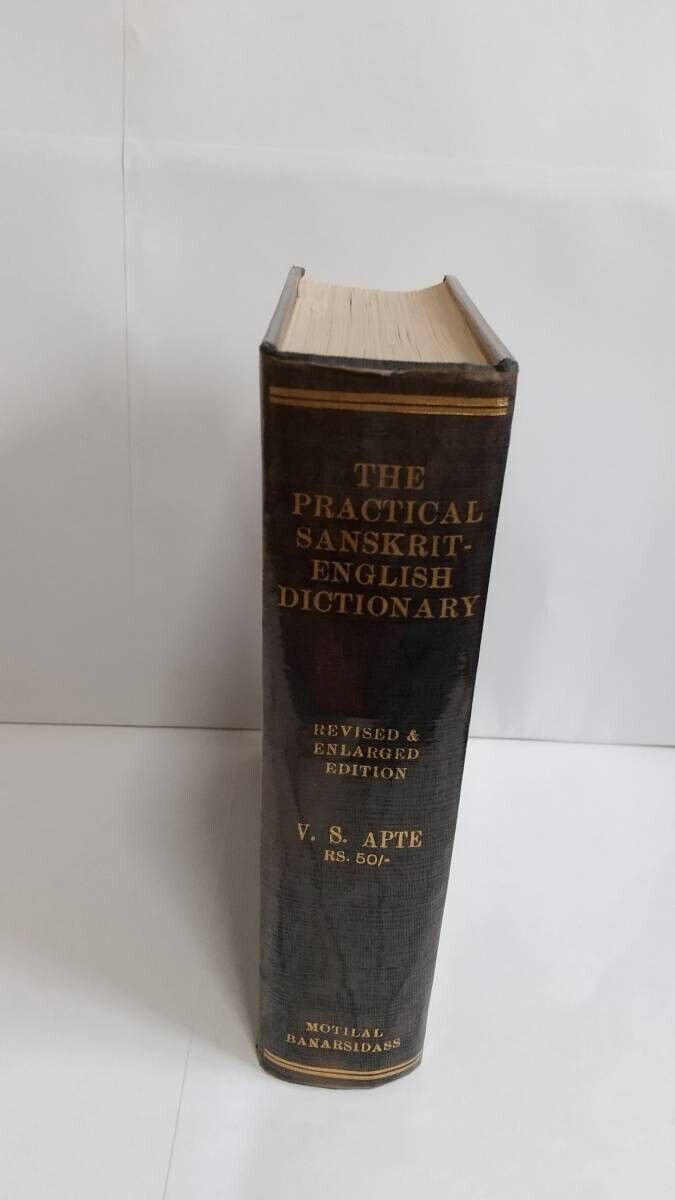 THE
PRACTICAL
SANSKRIT-
ENGLISH
DICTIONARY
REVISED &
ENLARGED
EDITION
V. S. APTE
RS. 50/-
MOTILAL
BANARSIDASS